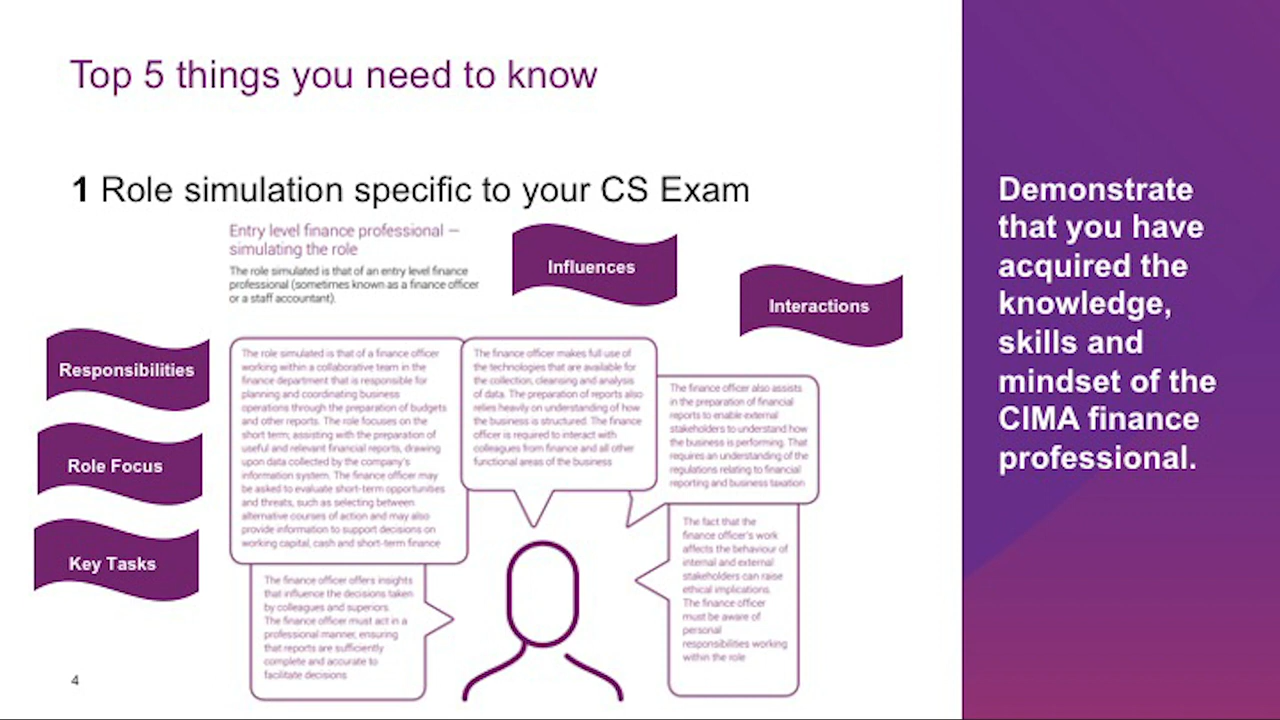 Top 5 things you need to know
1 Role simulation specific to your CS Exam
Entry level finance professional —
simulating the role
The role simulated is that of an entry level finance
professional (sometimes known as a finance officer
or a staff accountant).
Influences
Interactions
Responsibilities
Role Focus
Key Tasks
The role simulated is that of a finance officer
working within a collaborative team in the
finance department that is responsible for
planning and coordinating business
operations through the preparation of budgets
and other reports. The role focuses on the
short term; assisting with the preparation of
useful and relevant financial reports, drawing
upon data collected by the company's
information system. The finance officer may
be asked to evaluate short-term opportunities
and threats, such as selecting between
alternative courses of action and may also
provide information to support decisions on
working capital, cash and short-term finance
The finance officer makes full use of
the technologies that are available for
the collection, cleansing and analysis
of data. The preparation of reports also
relies heavily on understanding of how
the business is structured. The finance
officer is required to interact with
colleagues from finance and all other
functional areas of the business
The finance officer also assists
in the preparation of financial
reports to enable external
stakeholders to understand how
the business is performing. That
requires an understanding of the
regulations relating to financial
reporting and business taxation
The finance officer offers insights
that influence the decisions taken
by colleagues and superiors.
The finance officer must act in a
professional manner, ensuring
that reports are sufficiently
complete and accurate to
facilitate decisions
The fact that the
finance officer's work
affects the behaviour of
internal and external
stakeholders can raise
ethical implications.
The finance officer
must be aware of
personal
responsibilities working
within the role
Demonstrate
that you have
acquired the
knowledge,
skills and
mindset of the
CIMA finance
professional.
4